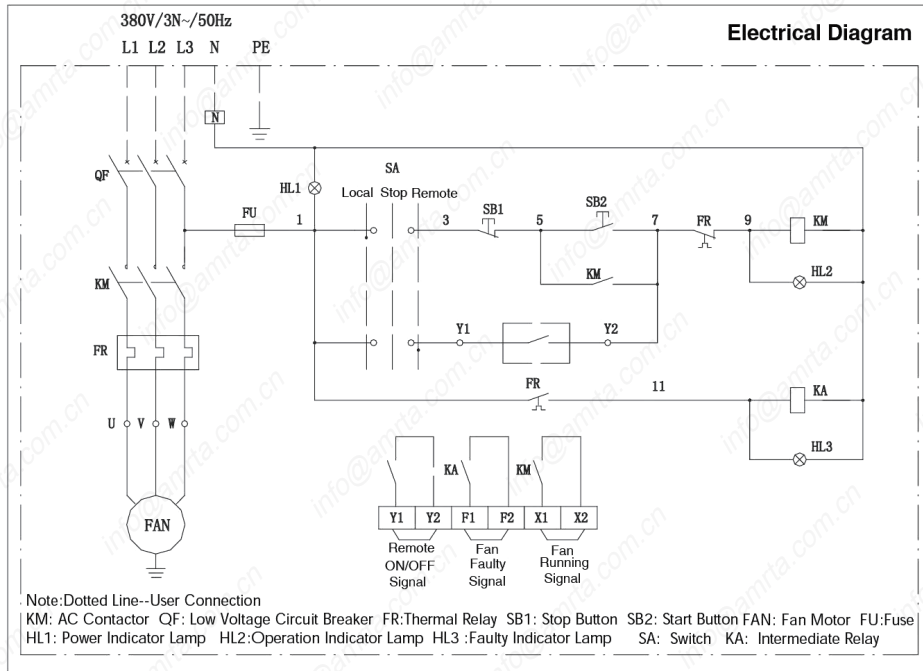 380V/3N~/50Hz
Electrical Diagram
L1 L2 L3 N PE
N
SA
QF
HL1
Local Stop Remote
FU
1
3
SB1
5
SB2
7
FR
9
KM
HL2
KM
KM
Y1
Y2
FR
FR
11
KA
HL3
U V W
KA
KM
FAN
Y1 Y2 F1 F2 X1 X2
Remote
ON/OFF
Signal
Fan
Faulty
Signal
Fan
Running
Signal
Note:Dotted Line--User Connection
KM: AC Contactor QF: Low Voltage Circuit Breaker FR:Thermal Relay SB1: Stop Button SB2: Start Button FAN: Fan Motor FU:Fuse
HL1: Power Indicator Lamp HL2:Operation Indicator Lamp HL3 :Faulty Indicator Lamp SA: Switch KA: Intermediate Relay
info@amrta.com.cn